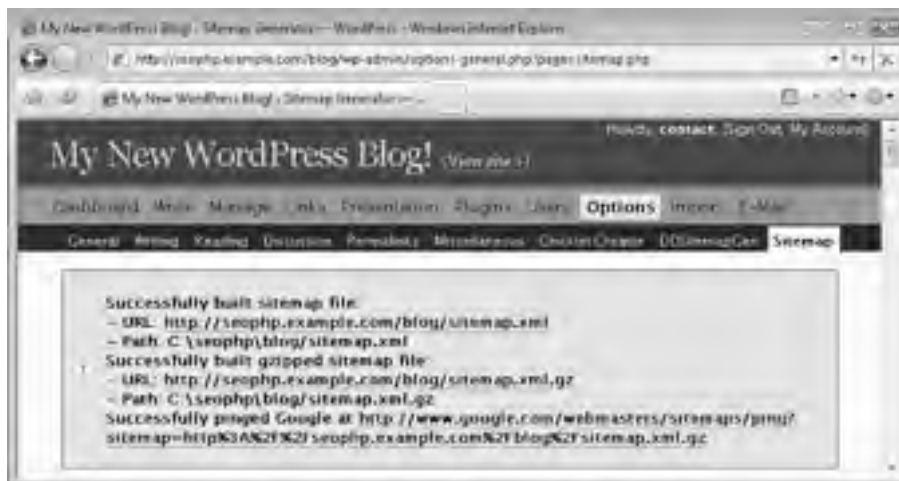 My New WordPress Blog! - Sitemap Generator — WordPress - Windows Internet Explorer
http://seophp.example.com/blog/wp-admin/options-general.php?page=sitemap.php
My New WordPress Blog! - Sitemap Generator — ...
Howdy, contact. [Sign Out, My Account]
My New WordPress Blog! (View site »)
Dashboard Write Manage Links Presentation Plugins Users Options Import E-Mail
General Writing Reading Discussion Permalinks Miscellaneous Chicklet Creator DDSitemapGen Sitemap
Successfully built sitemap file:
- URL: http://seophp.example.com/blog/sitemap.xml
- Path: C:\seophp\blog/sitemap.xml
Successfully built gzipped sitemap file:
- URL: http://seophp.example.com/blog/sitemap.xml.gz
- Path: C:\seophp\blog/sitemap.xml.gz
Successfully pinged Google at http://www.google.com/webmasters/sitemaps/ping?
sitemap=http%3A%2F%2Fseophp.example.com%2Fblog%2Fsitemap.xml.gz